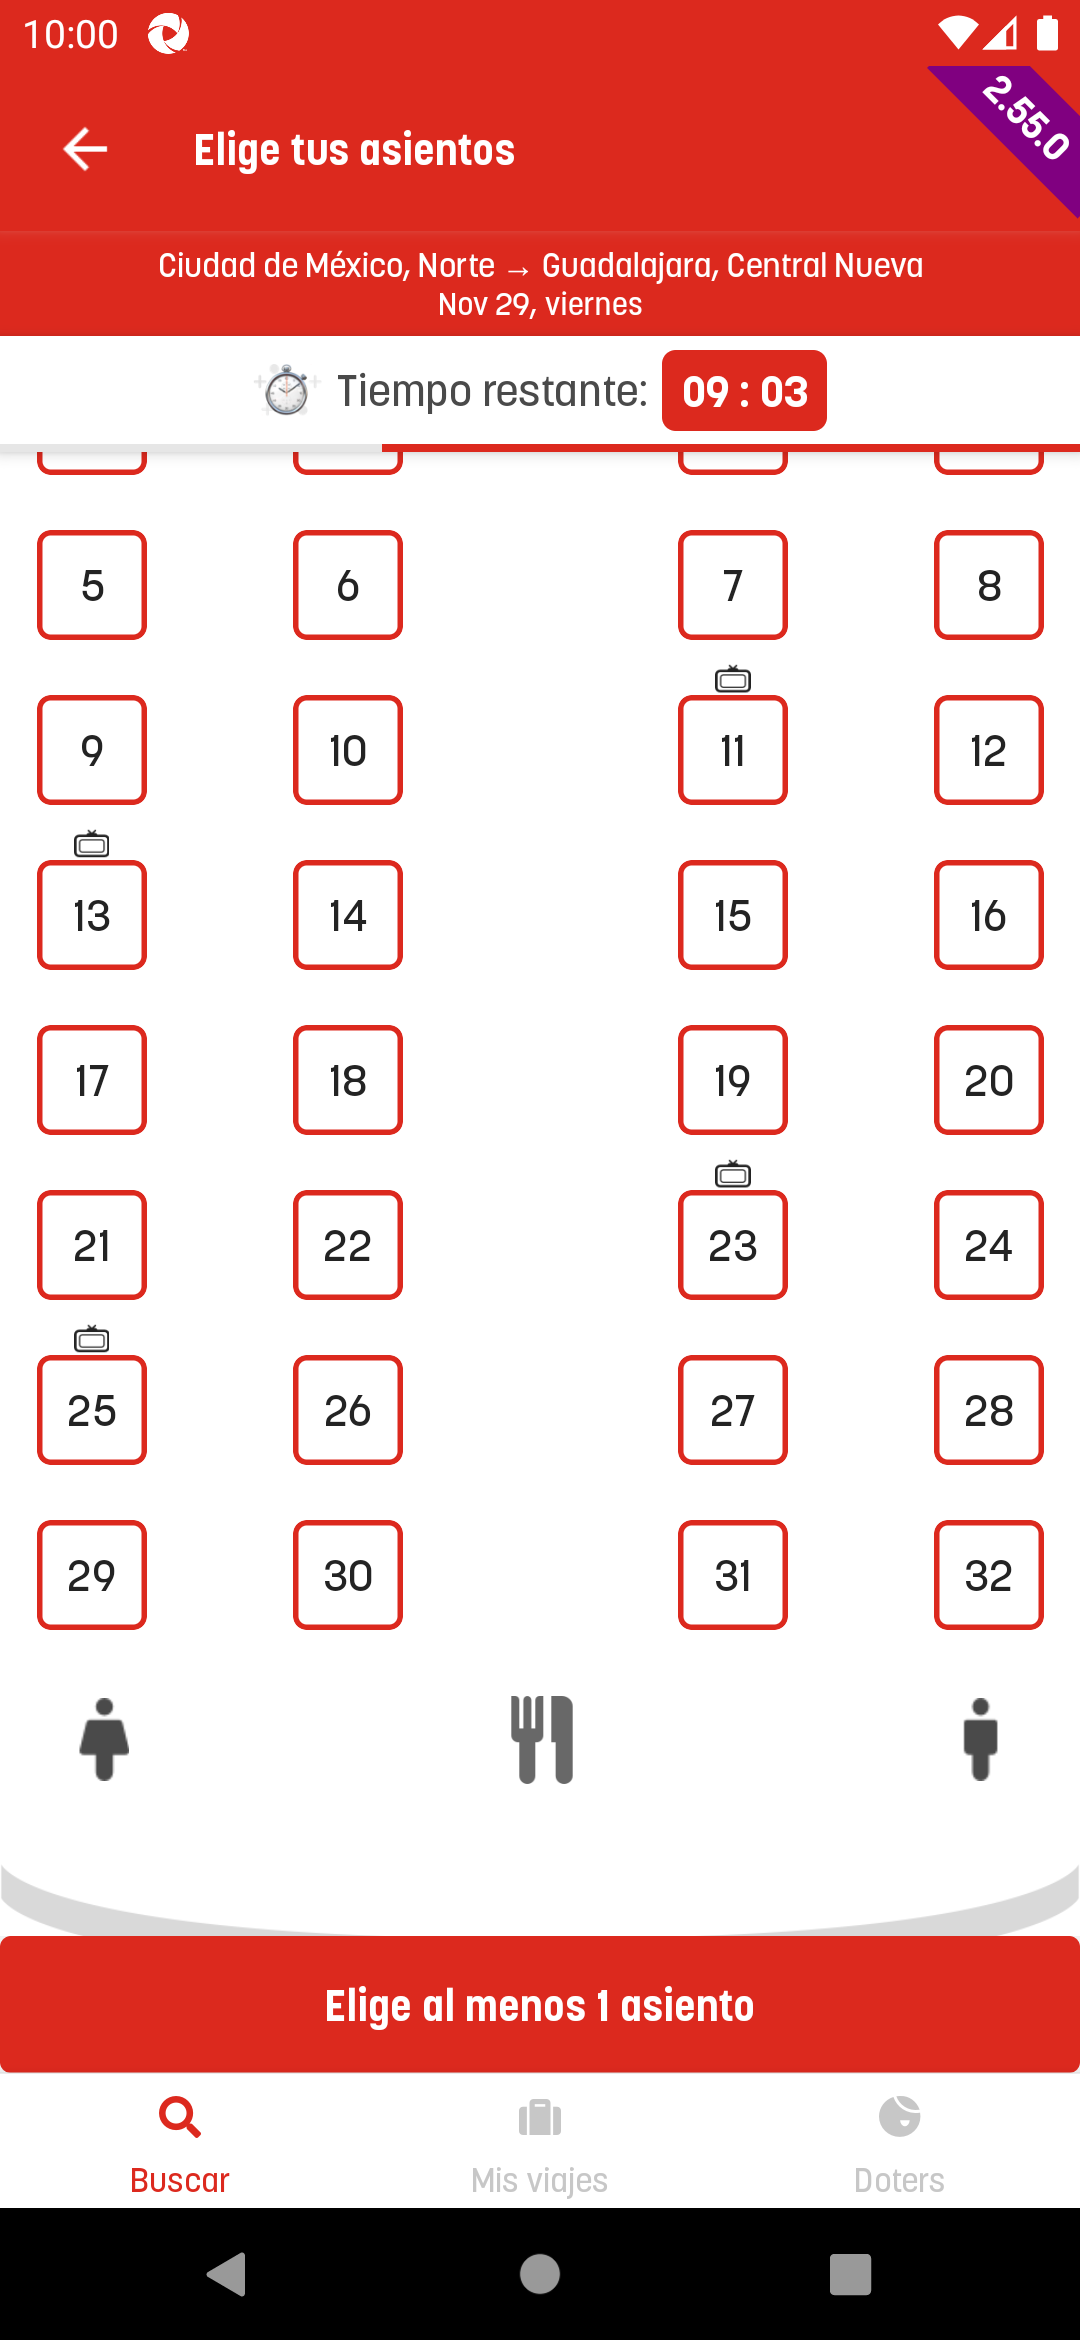 10:00
2.55.0
Elige tus asientos
Ciudad de México, Norte → Guadalajara, Central Nueva
Nov 29, viernes
Tiempo restante: 09 : 03
5 6 7 8
9 10 11 12
13 14 15 16
17 18 19 20
21 22 23 24
25 26 27 28
29 30 31 32
Elige al menos 1 asiento
Buscar Mis viajes Doters